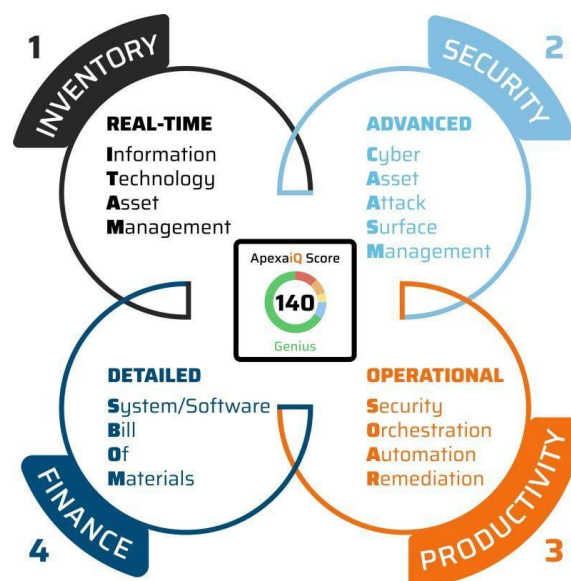 1
INVENTORY
REAL-TIME
Information
Technology
Asset
Management
2
SECURITY
ADVANCED
Cyber
Asset
Attack
Surface
Management
ApexaiQ Score
140
Genius
DETAILED
System/Software
Bill
Of
Materials
FINANCE
4
OPERATIONAL
Security
Orchestration
Automation
Remediation
PRODUCTIVITY
3